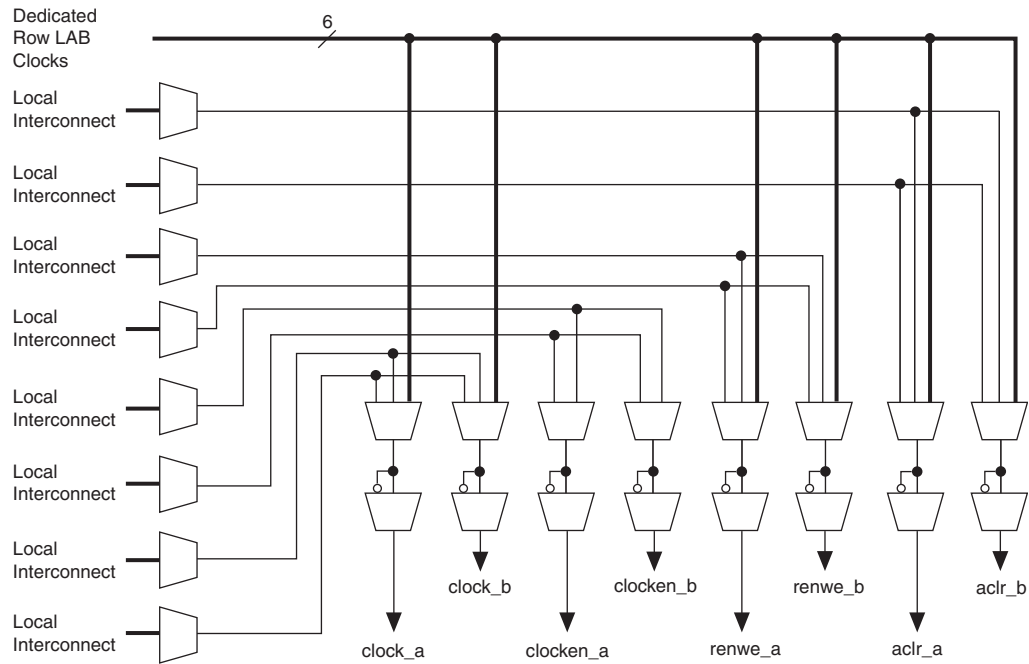 Dedicated
Row LAB
Clocks
6
Local
Interconnect
Local
Interconnect
Local
Interconnect
Local
Interconnect
Local
Interconnect
Local
Interconnect
Local
Interconnect
Local
Interconnect
clock_b
clocken_b
renwe_b
aclr_b
clock_a
clocken_a
renwe_a
aclr_a